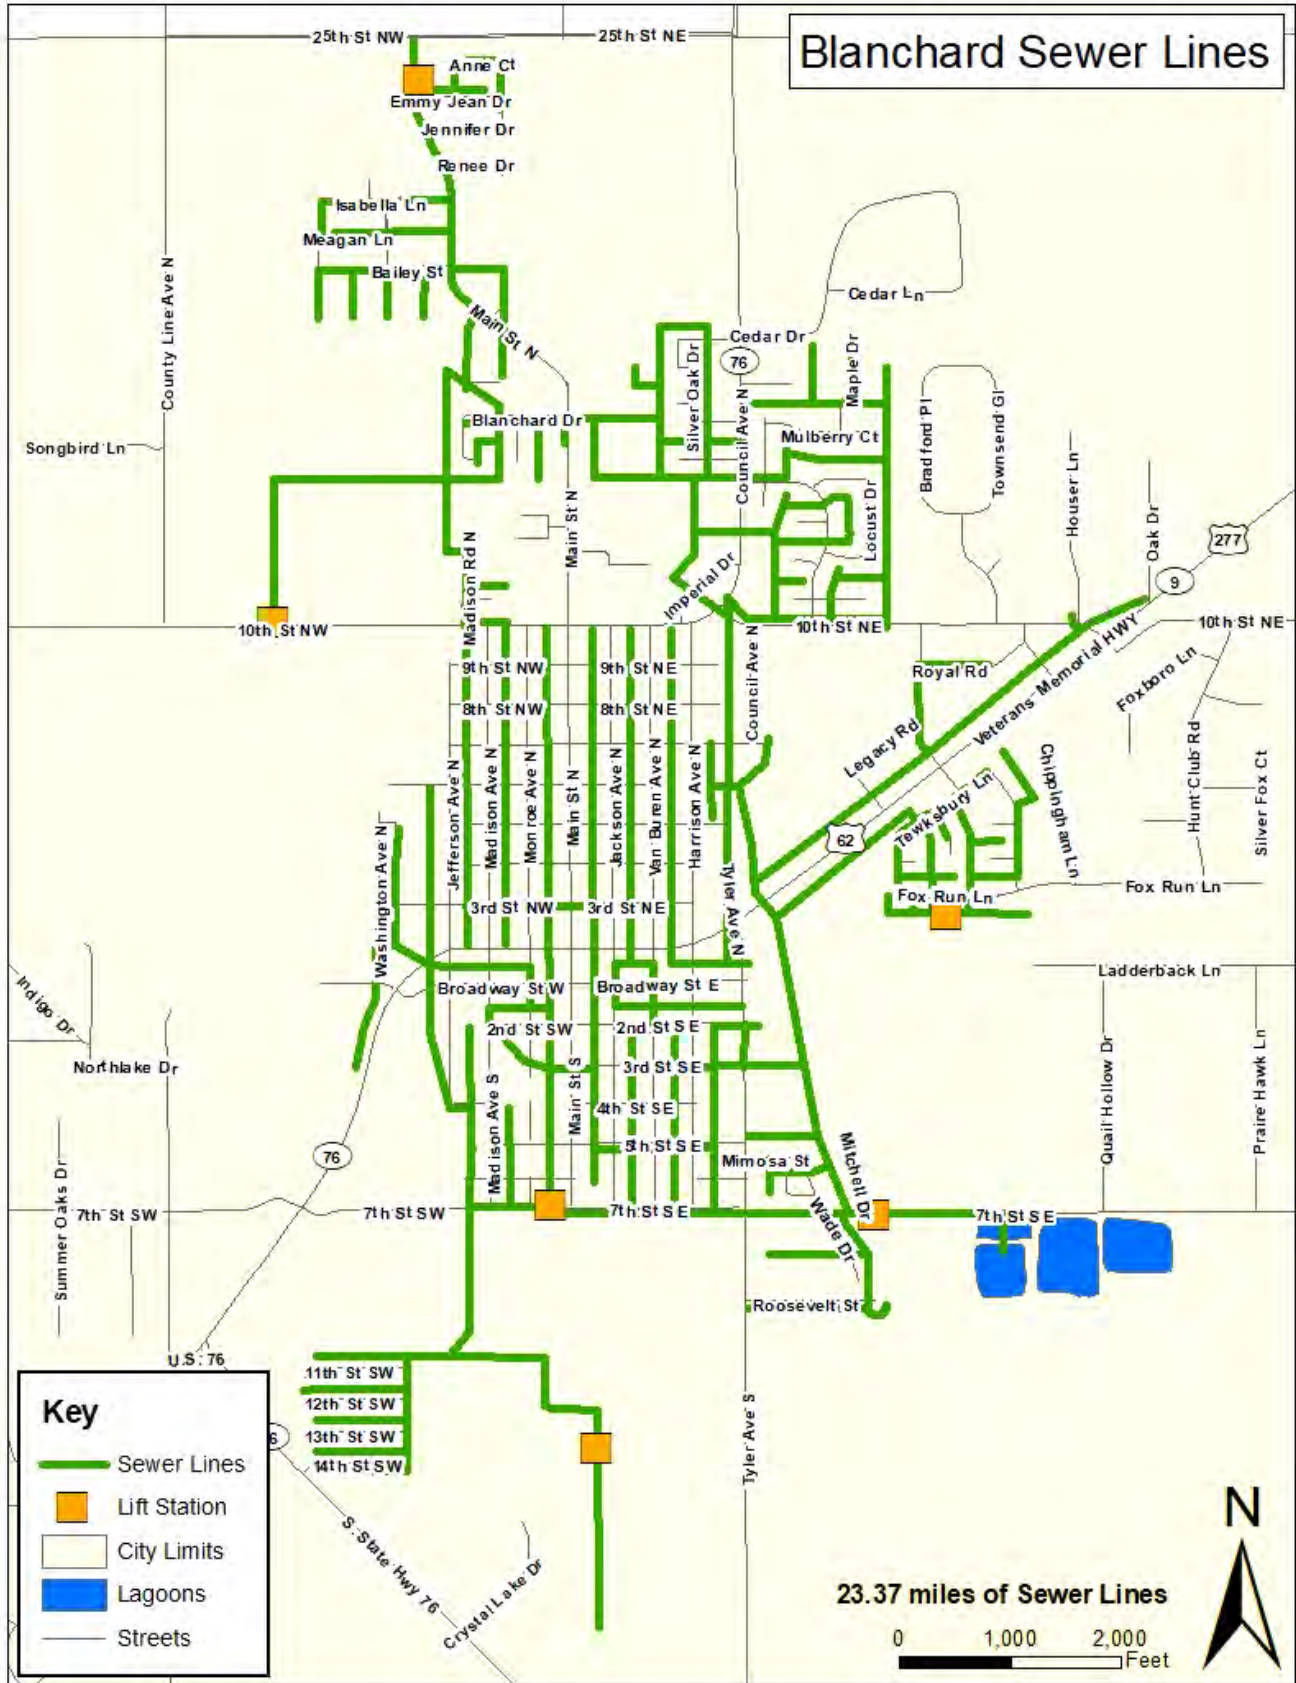 Blanchard Sewer Lines
25th St NW
25th St NE
Anne Ct
Emmy Jean Dr
Jennifer Dr
Renee Dr
Isabella Ln
Meagan Ln
Bailey St
County Line Ave N
Main St N
Cedar Ln
Cedar Dr
76
Silver Oak Dr
Maple Dr
Council Ave N
Blanchard Dr
Mulberry Ct
Bradford Pl
Townsend Gl
Songbird Ln
Houser Ln
Oak Dr
Locust Dr
277
Main St N
Madison Rd N
Imperial Dr
9
10th St NW
10th St NE
10th St NE
9th St NW
9th St NE
Royal Rd
Foxboro Ln
Veterans Memorial HWY
8th St NW
8th St NE
Council Ave N
Legacy Rd
Hunt Club Rd
Silver Fox Ct
Chippingham Ln
Tewksbury Ln
62
Washington Ave N
Jefferson Ave N
Madison Ave N
Monroe Ave N
Main St N
Jackson Ave N
Van Buren Ave N
Harrison Ave N
Tyler Ave N
Fox Run Ln
Fox Run Ln
3rd St NW
3rd St NE
Ladderback Ln
Indigo Dr
Broadway St W
Broadway St E
2nd St SW
2nd St SE
Northlake Dr
3rd St SE
Quail Hollow Dr
Praire Hawk Ln
Madison Ave S
Main St S
4th St SE
5th St SE
76
Mimosa St
Mitchell Dr
Summer Oaks Dr
7th St SW
7th St SW
7th St SE
7th St SE
Wade Dr
Roosevelt St
U.S. 76
11th St SW
12th St SW
13th St SW
14th St SW
6
Tyler Ave S
S. State Hwy 76
Crystal Lake Dr
Key
Sewer Lines
Lift Station
City Limits
Lagoons
Streets
N
23.37 miles of Sewer Lines
0 1,000 2,000
Feet